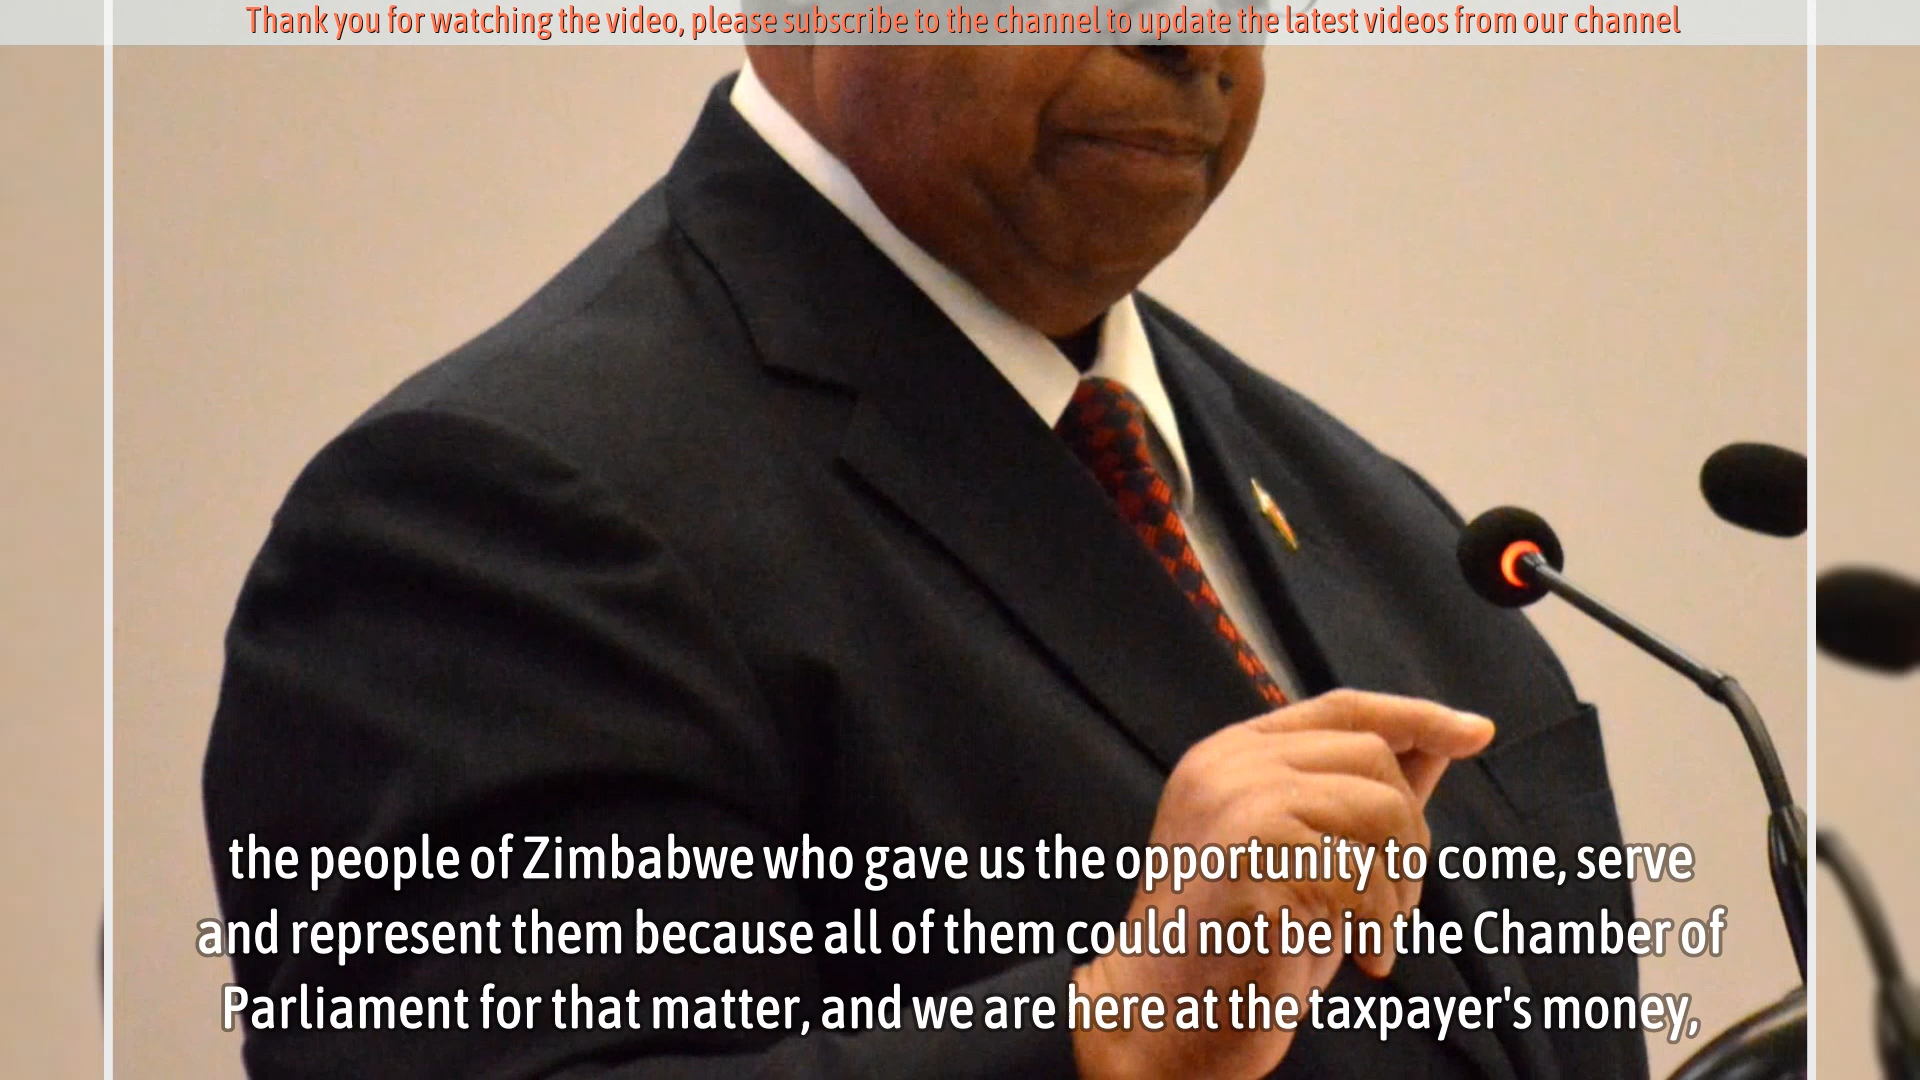 Thank you for watching the video, please subscribe to the channel to update the latest videos from our channel
the people of Zimbabwe who gave us the opportunity to come, serve
and represent them because all of them could not be in the Chamber of
Parliament for that matter, and we are here at the taxpayer's money,